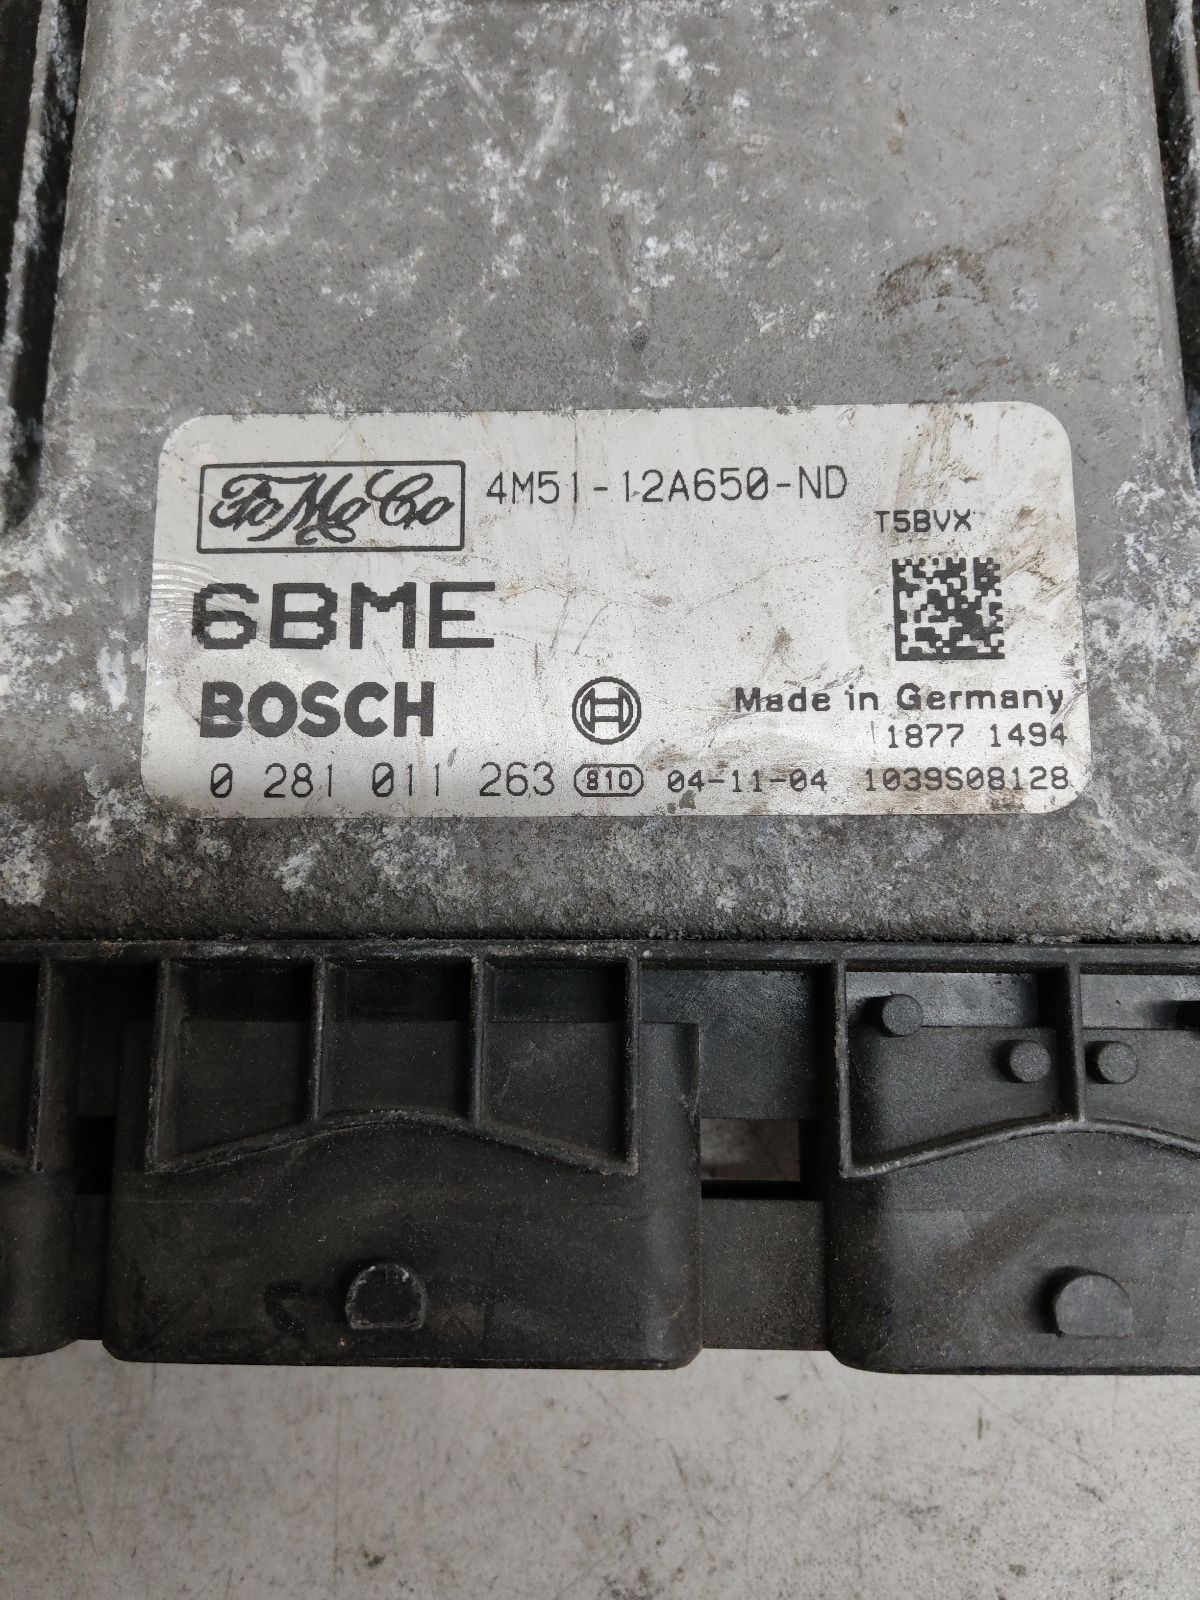 FoMoCo 4M51-12A650-ND
T5BVX
6BME
BOSCH Made in Germany
1877 1494
0 281 011 263 810 04-11-04 1039S08128